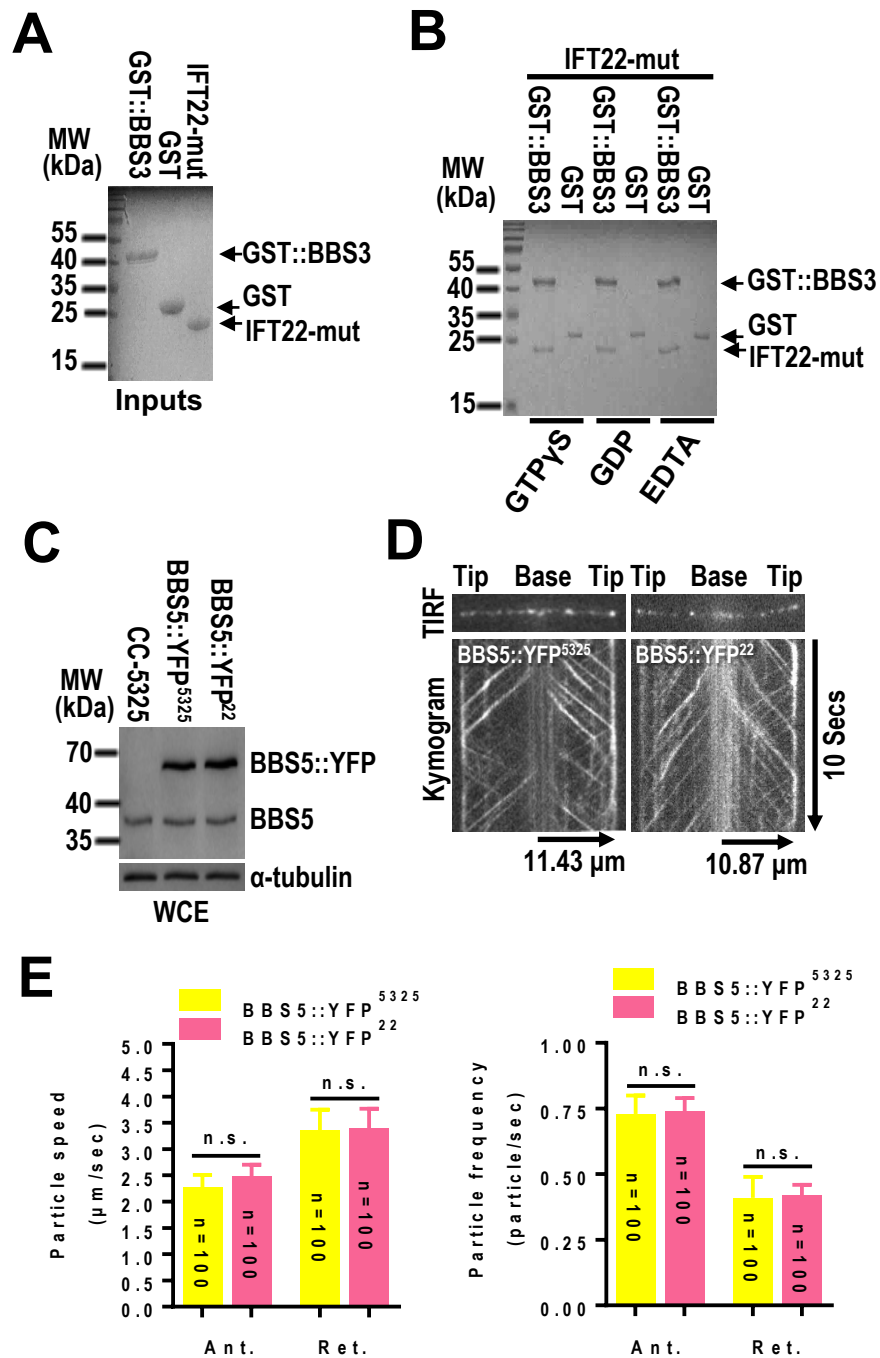 A
GST::BBS3
GST
IFT22-mut
MW
(kDa)
55
40
35
25
15
GST::BBS3
GST
IFT22-mut
Inputs
B
IFT22-mut
GST::BBS3
GST
GST::BBS3
GST
GST::BBS3
GST
MW
(kDa)
55
40
35
25
15
GST::BBS3
GST
IFT22-mut
GTPγS
GDP
EDTA
C
CC-5325
BBS5::YFP5325
BBS5::YFP22
MW
(kDa)
70
40
35
BBS5::YFP
BBS5
α-tubulin
WCE
D
Tip Base Tip Tip Base Tip
TIRF
Kymogram
BBS5::YFP5325
BBS5::YFP22
10 Secs
11.43 µm
10.87 µm
E
BBS5::YFP5325
BBS5::YFP22
Particle speed
(µm/sec)
5.0
4.5
4.0
3.5
3.0
2.5
2.0
1.5
1.0
0.5
0.0
n.s.
n.s.
n=100
n=100
n=100
n=100
Ant. Ret.
BBS5::YFP5325
BBS5::YFP22
Particle frequency
(particle/sec)
1.00
0.75
0.50
0.25
0.00
n.s.
n.s.
n=100
n=100
n=100
n=100
Ant. Ret.